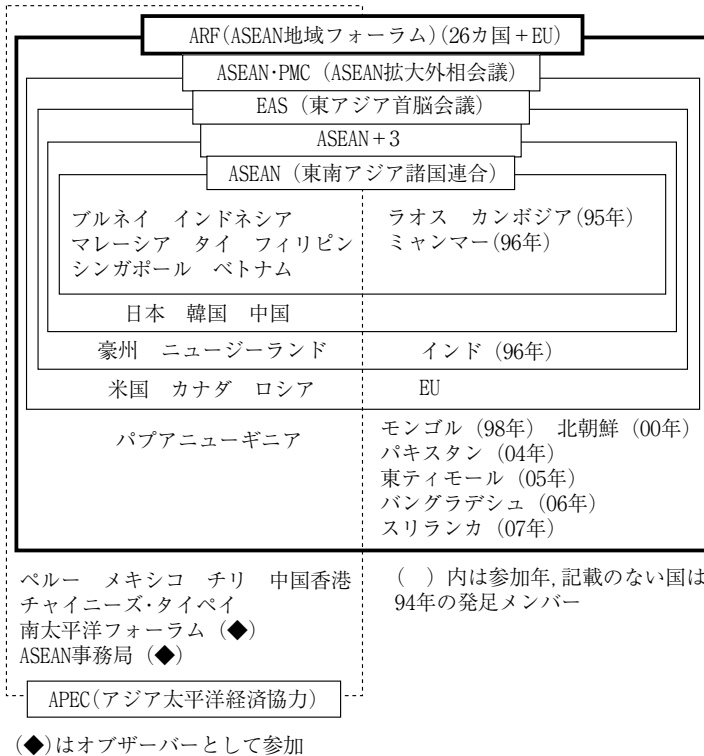 ARF(ASEAN地域フォーラム)(26カ国＋EU)
ASEAN・PMC（ASEAN拡大外相会議）
EAS（東アジア首脳会議）
ASEAN＋3
ASEAN（東南アジア諸国連合）
ブルネイ　インドネシア
マレーシア　タイ　フィリピン
シンガポール　ベトナム
ラオス　カンボジア(95年)
ミャンマー(96年)
日本　韓国　中国
豪州　ニュージーランド　インド（96年）
米国　カナダ　ロシア　EU
パプアニューギニア
モンゴル（98年）　北朝鮮（00年）
パキスタン（04年）
東ティモール（05年）
バングラデシュ（06年）
スリランカ（07年）
ペルー　メキシコ　チリ　中国香港
チャイニーズ・タイペイ
南太平洋フォーラム（◆）
ASEAN事務局（◆）
（　）内は参加年,記載のない国は
94年の発足メンバー
APEC(アジア太平洋経済協力)
(◆)はオブザーバーとして参加